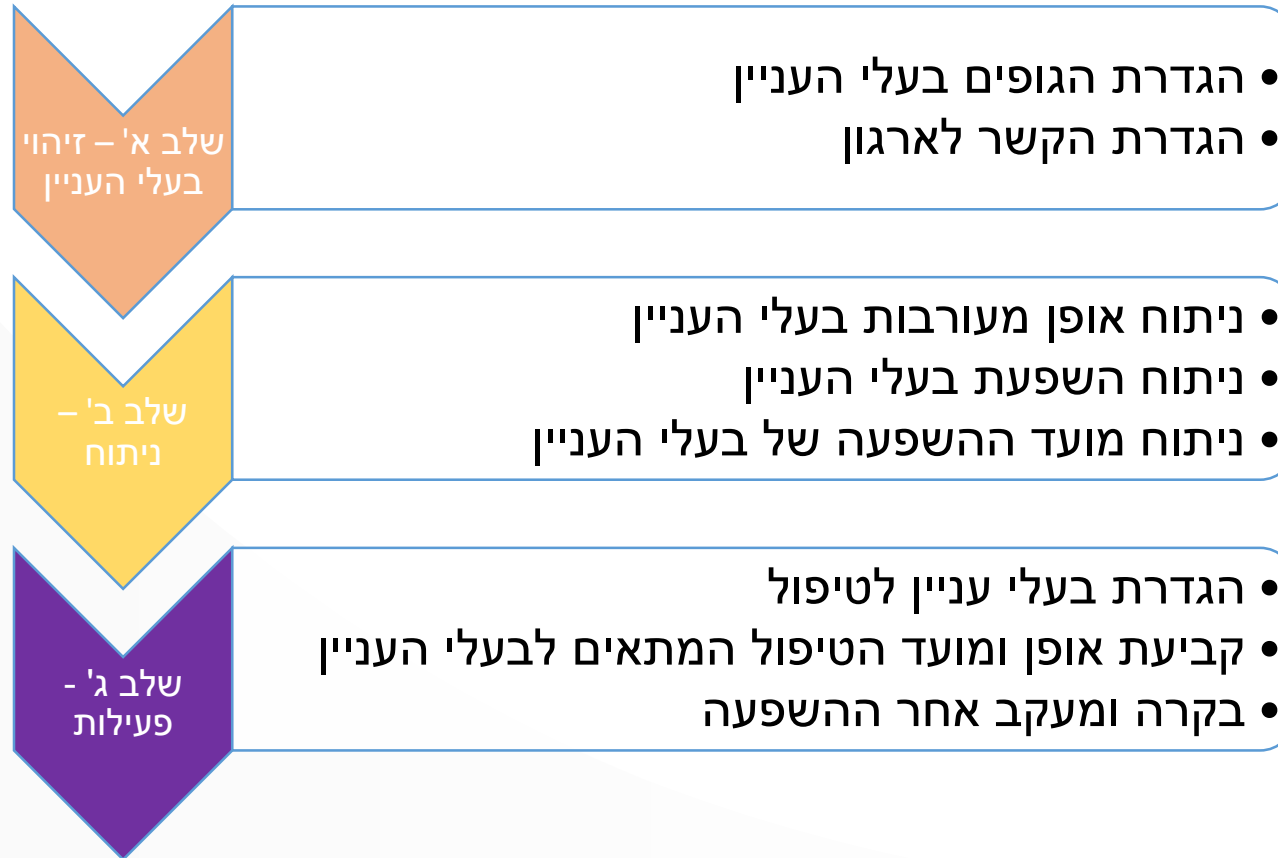 שלב א' – זיהוי
בעלי העניין
• הגדרת הגופים בעלי העניין
• הגדרת הקשר לארגון
שלב ב' –
ניתוח
• ניתוח אופן מעורבות בעלי העניין
• ניתוח השפעת בעלי העניין
• ניתוח מועד ההשפעה של בעלי העניין
שלב ג' -
פעילות
• הגדרת בעלי עניין לטיפול
• קביעת אופן ומועד הטיפול המתאים לבעלי העניין
• בקרה ומעקב אחר ההשפעה